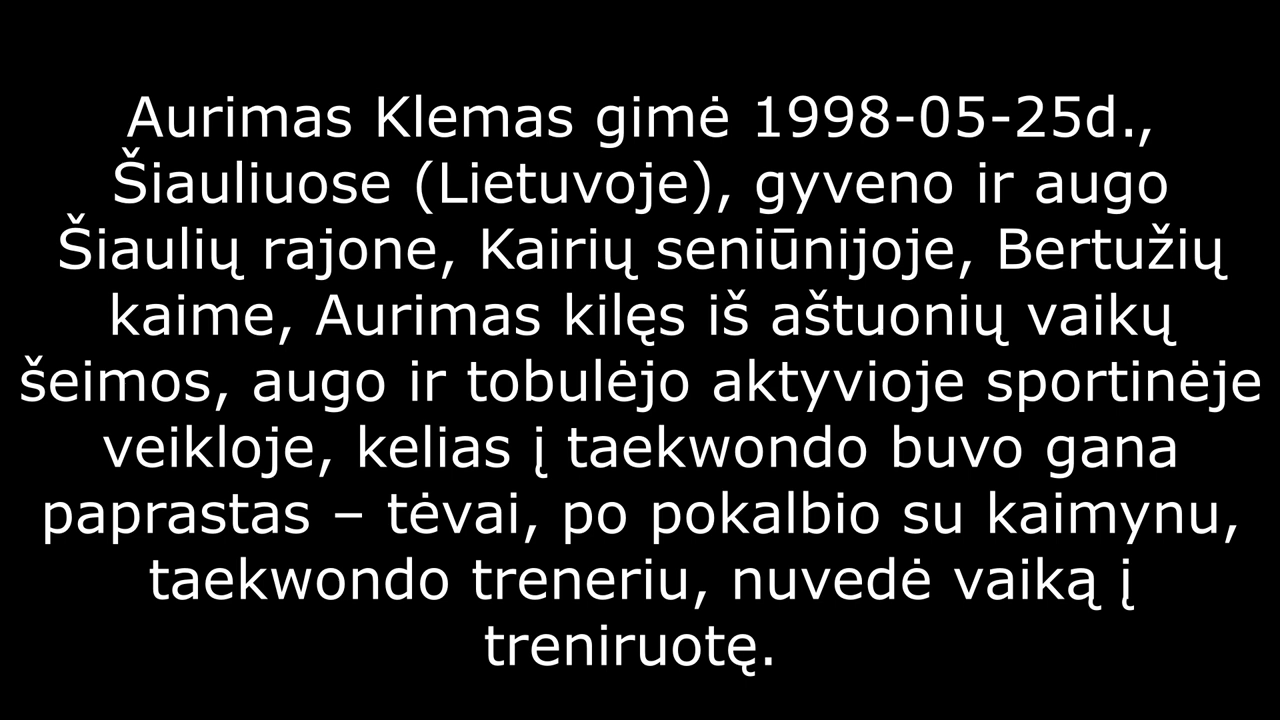 Aurimas Klemas gimė 1998-05-25d.,
Šiauliuose (Lietuvoje), gyveno ir augo
Šiaulių rajone, Kairių seniūnijoje, Bertužių
kaime, Aurimas kilęs iš aštuonių vaikų
šeimos, augo ir tobulėjo aktyvioje sportinėje
veikloje, kelias į taekwondo buvo gana
paprastas – tėvai, po pokalbio su kaimynu,
taekwondo treneriu, nuvedė vaiką į
treniruotę.